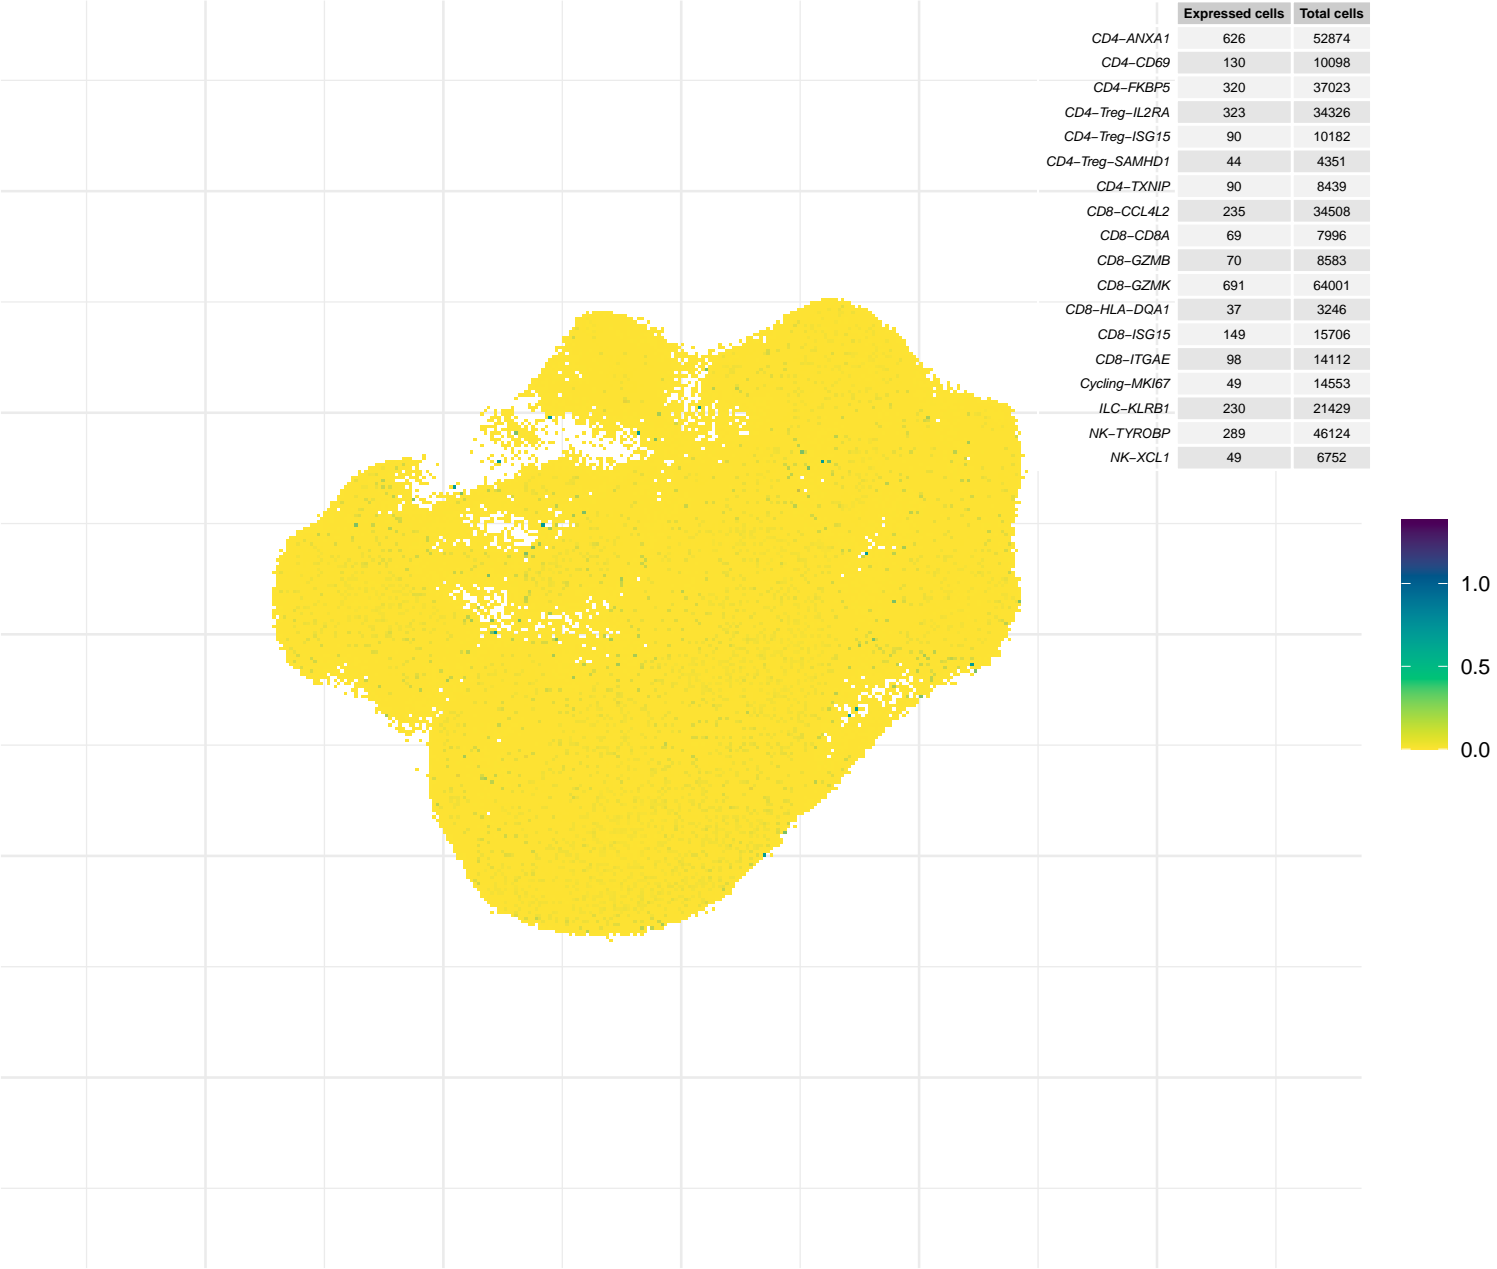 Expressed cells Total cells
CD4−ANXA1 626 52874
CD4−CD69 130 10098
CD4−FKBP5 320 37023
CD4−Treg−IL2RA 323 34326
CD4−Treg−ISG15 90 10182
CD4−Treg−SAMHD1 44 4351
CD4−TXNIP 90 8439
CD8−CCL4L2 235 34508
CD8−CD8A 69 7996
CD8−GZMB 70 8583
CD8−GZMK 691 64001
CD8−HLA−DQA1 37 3246
CD8−ISG15 149 15706
CD8−ITGAE 98 14112
Cycling−MKI67 49 14553
ILC−KLRB1 230 21429
NK−TYROBP 289 46124
NK−XCL1 49 6752
1.0
0.5
0.0